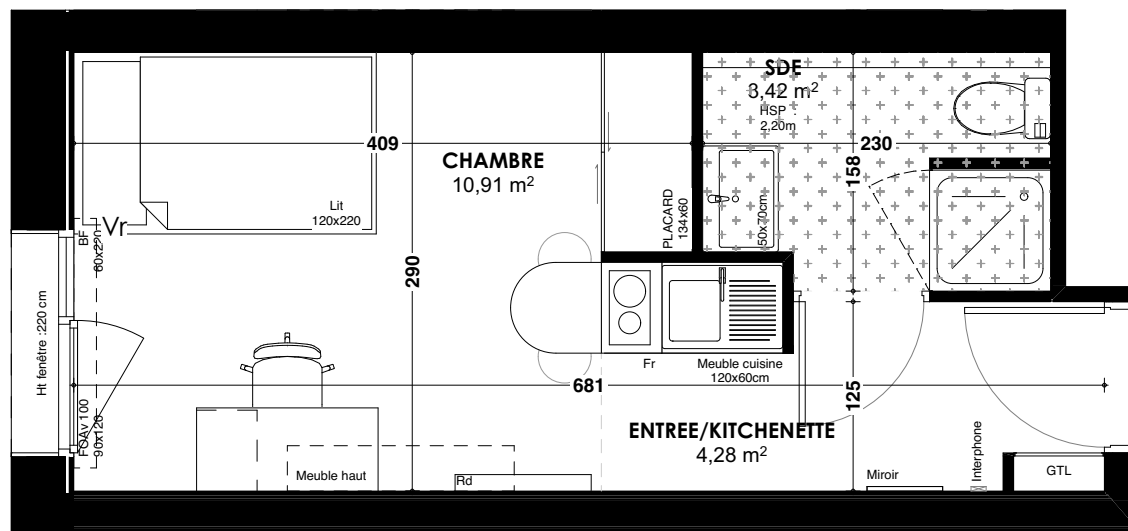 SDE
3,42 m²
HSP :
2,20m
409
230
CHAMBRE
10,91 m²
158
Lit
120x220
PLACARD
134x60
50x70cm
Vr
BF
60x220
290
Ht fenêtre :220 cm
Fr
Meuble cuisine
120x60cm
681
125
FOAv 100
90x120
ENTREE/KITCHENETTE
4,28 m²
Meuble haut
Rd
Miroir
Interphone
GTL